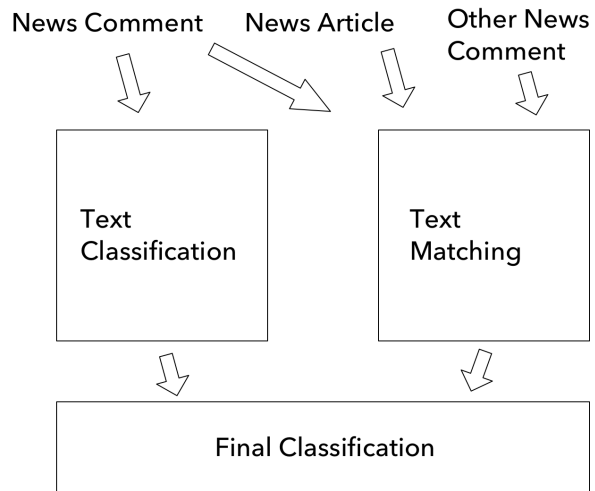 News Comment
News Article
Other News
Comment
Text
Classification
Text
Matching
Final Classification